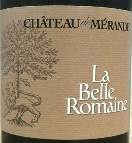 CHÂTEAU de MÉRANDE
La
Belle
Romaine